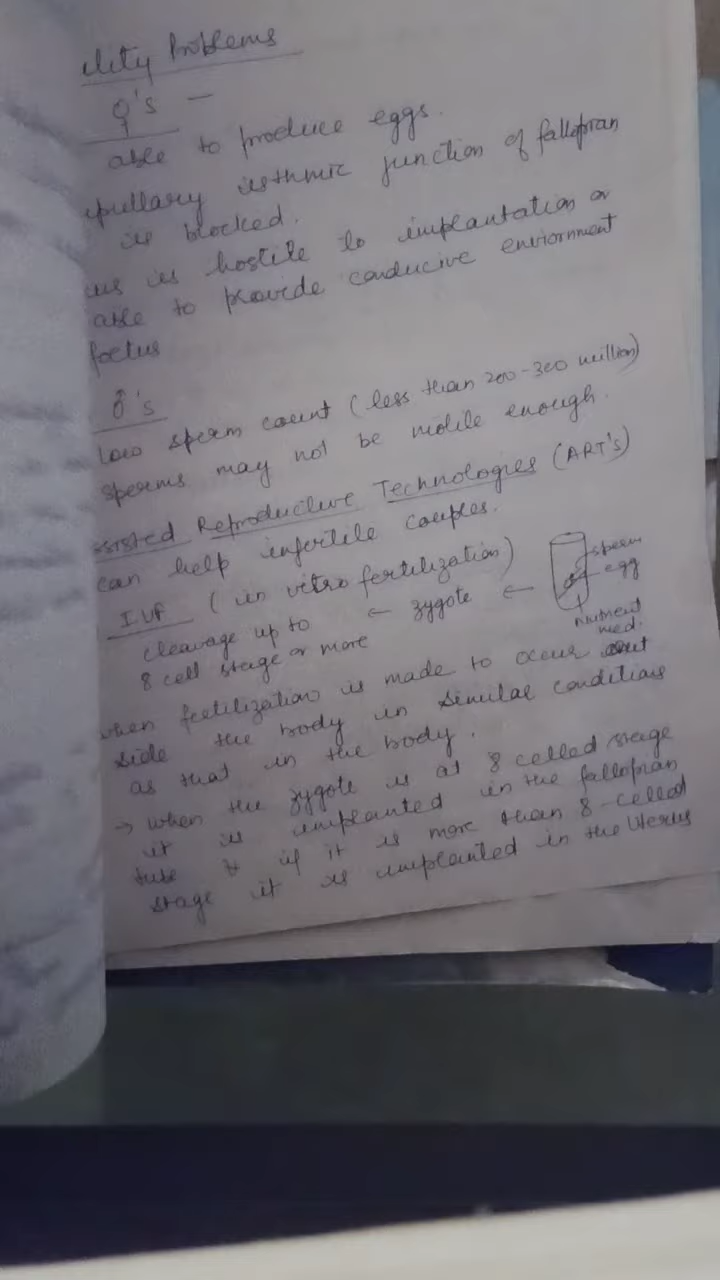 ility Problems
♀'s —
able to produce eggs.
pullary isthmic junction of fallopian
is blocked.
us is hostile to implantation or
able to provide conducive enviornment
foetus
♂'s
Low sperm count (less than 200-300 million)
sperms may not be motile enough.
ssisted Reproductive Technologies (ART's)
can help infertile couples.
IVF (in vitro fertilization)
sperm
egg
Nutrient
med.
cleavage up to ← zygote ←
8 cell stage or more
when fertilization is made to occur out
side the body in similar conditions
as that in the body.
→ when the zygote is at 8 celled stage
it is implanted in the fallopian
tube & if it is more than 8-celled
stage it is implanted in the Uterus